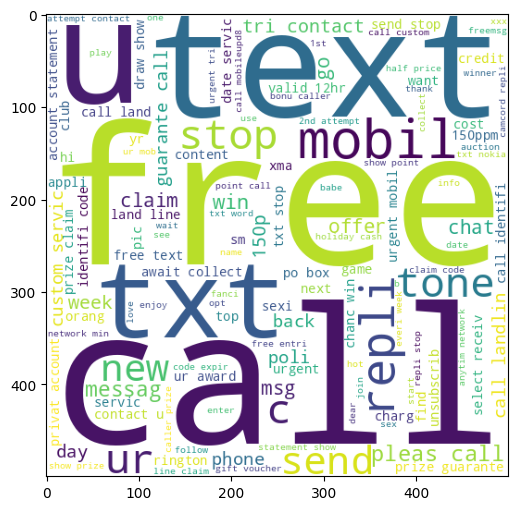 0
100
200
300
400
0
100
200
300
400
attempt contact
one
tri contact
send stop
xxx
freemsg
call custom
u
text
play
draw show
date servic
urgent tri
call mobileupd8
1st
go
half price
credit
winner
valid 12hr
want
thank
bonu caller
account statement
club
call land
guarante call
use
collect
camcord repli
2nd attempt
cost
150ppm
auction
txt nokia
stop
mobil
yr
ur mob
hi
content
xma
show point
free
appli
identifi code
point call
babe
info
claim
land line
win
txt word
offer
urgent mobil
chat
call identifi
prize claim
pic
wait
see
sm
150p
txt stop
holiday cash
date
name
free text
custom servic
await collect
po box
game
b
claim code
txt
sexi
tone
week
orang
love
enjoy
opt
fanci
top
next
back
chanc win
everi week
repli
network min
free entri
repli stop
anytim network
call
new
code expir
poli
hot
messag
ur award
urgent
privat account
servic
msg
join
start
find
unsubscrib
select receiv
call landlin
contact u
caller prize
enter
c
dear
sex
charg
rington
follow
statement show
day
ur
phone
send
pleas call
show prize
line claim
gift voucher
prize guarante